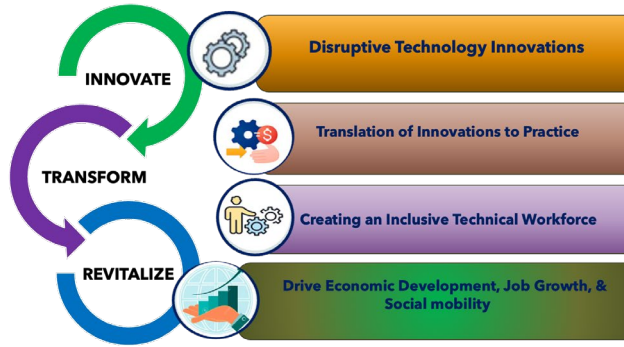 INNOVATE
Disruptive Technology Innovations
Translation of Innovations to Practice
$
TRANSFORM
Creating an Inclusive Technical Workforce
REVITALIZE
Drive Economic Development, Job Growth, &
Social mobility